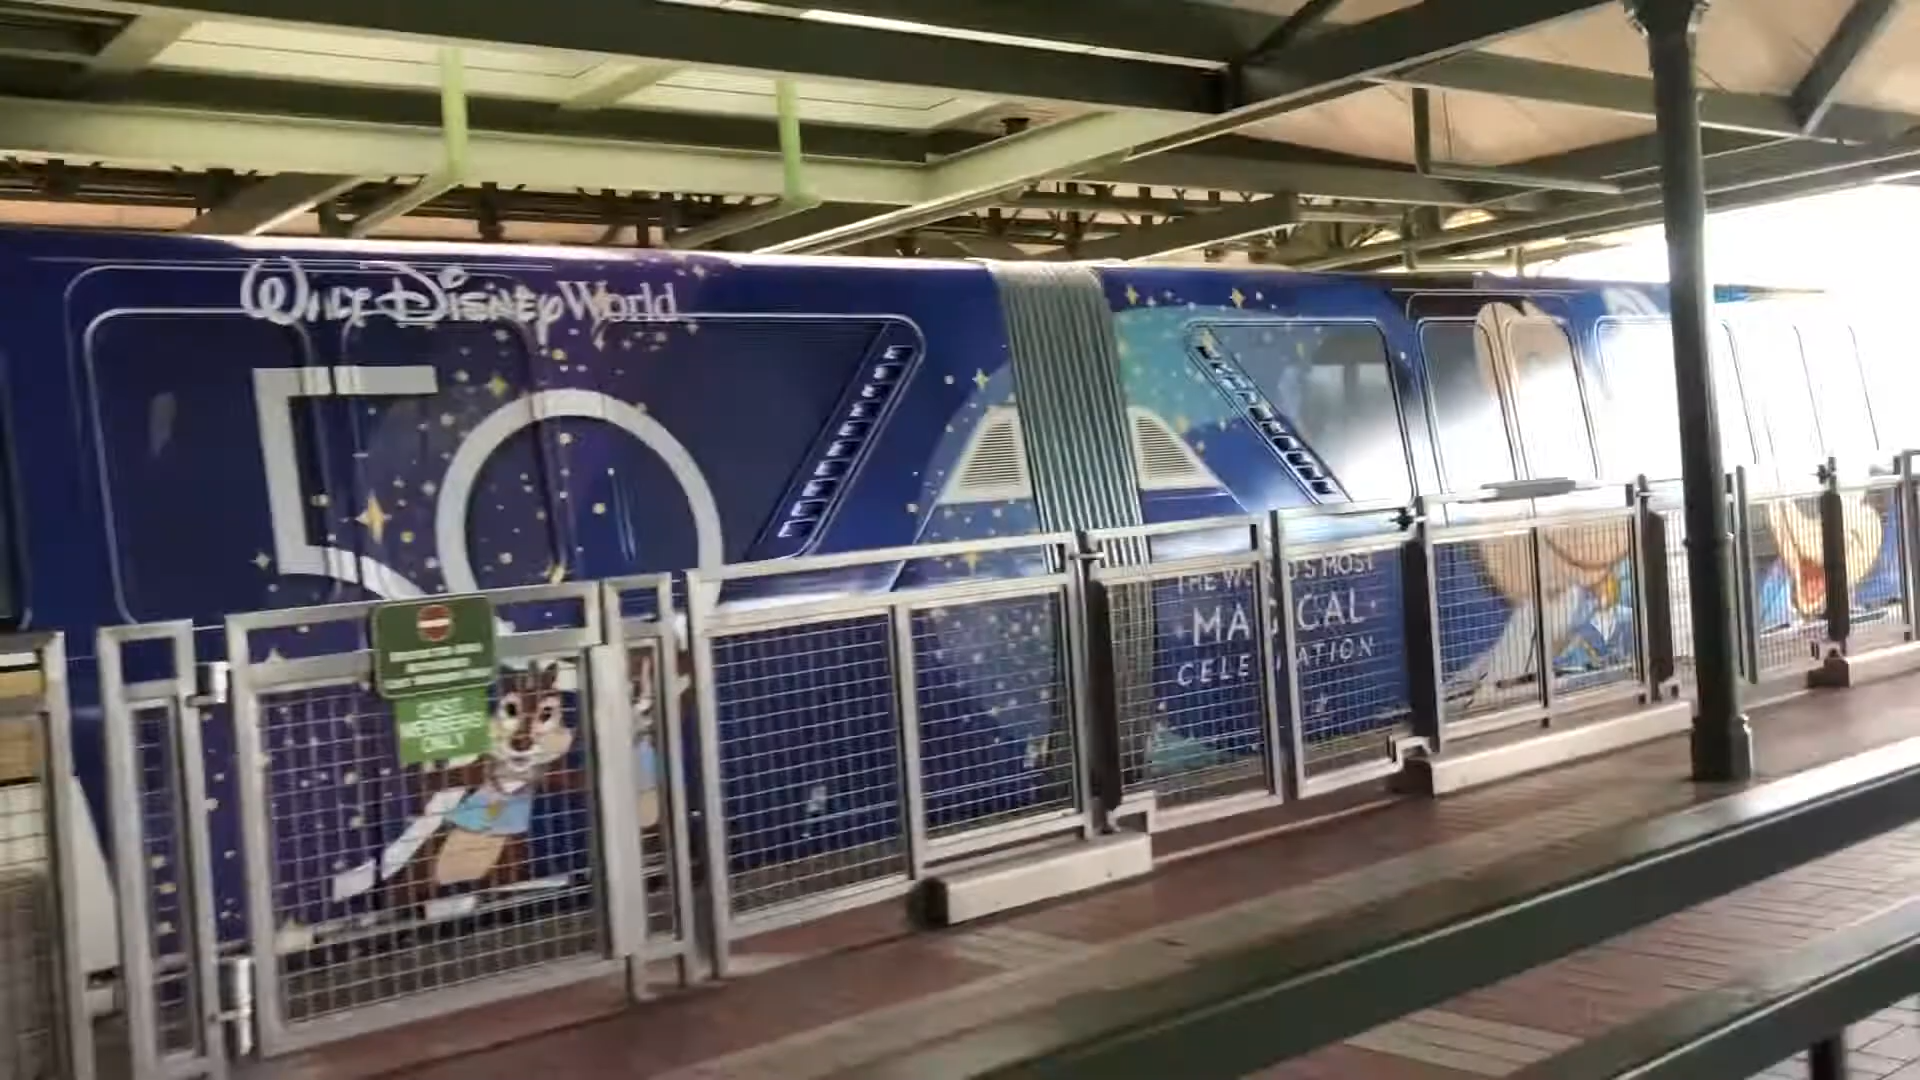 Walt Disney World
50
THE WORLD'S MOST
MAGICAL
CELEBRATION
CAST
MEMBERS
ONLY